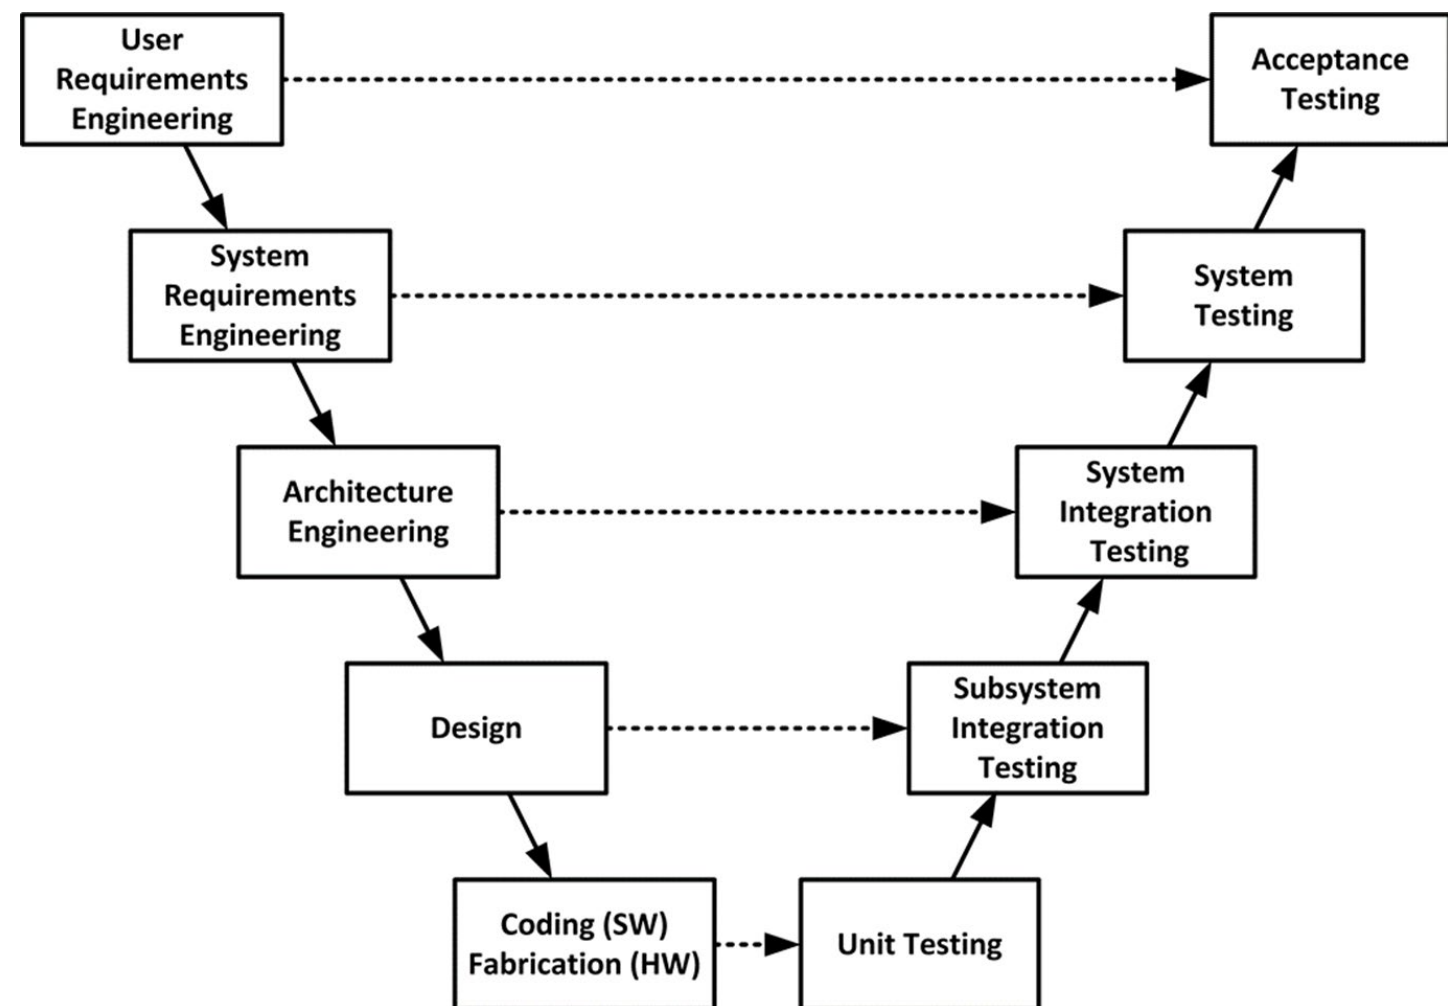 User
Requirements
Engineering
Acceptance
Testing
System
Requirements
Engineering
System
Testing
Architecture
Engineering
System
Integration
Testing
Design
Subsystem
Integration
Testing
Coding (SW)
Fabrication (HW)
Unit Testing